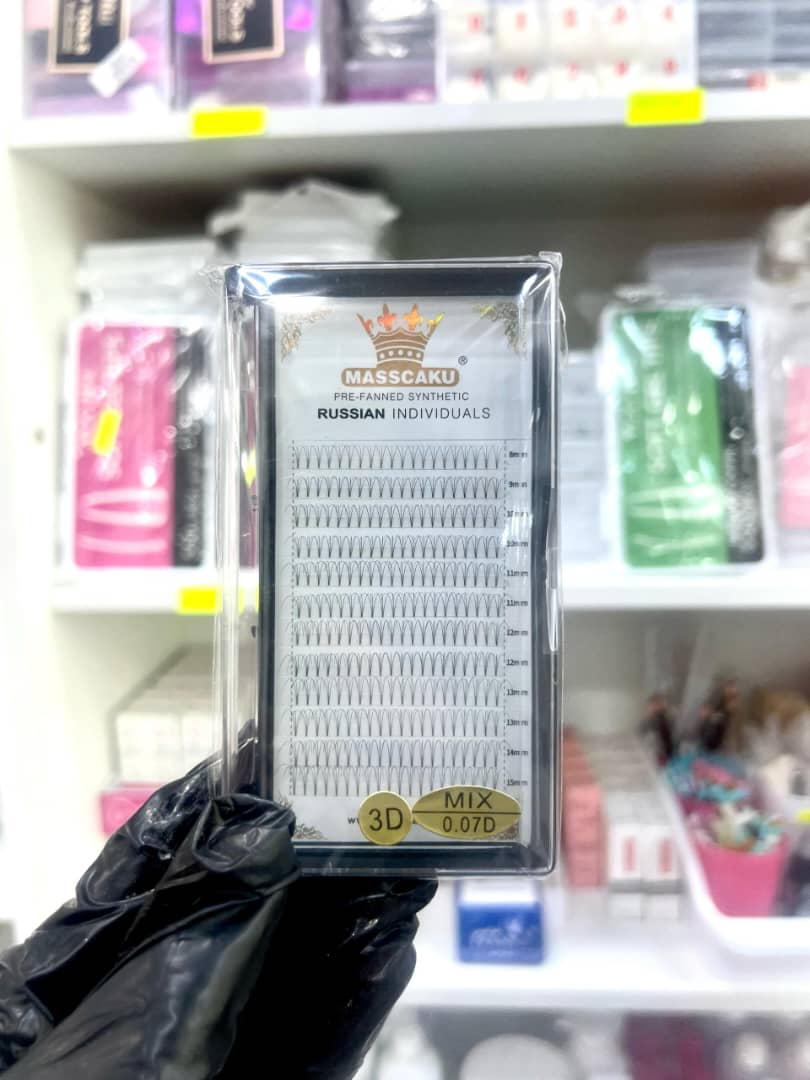 MASSCAKU®
PRE-FANNED SYNTHETIC
RUSSIAN INDIVIDUALS
8mm
9mm
10mm
10mm
11mm
11mm
12mm
12mm
13mm
13mm
14mm
15mm
3D
MIX
0.07D